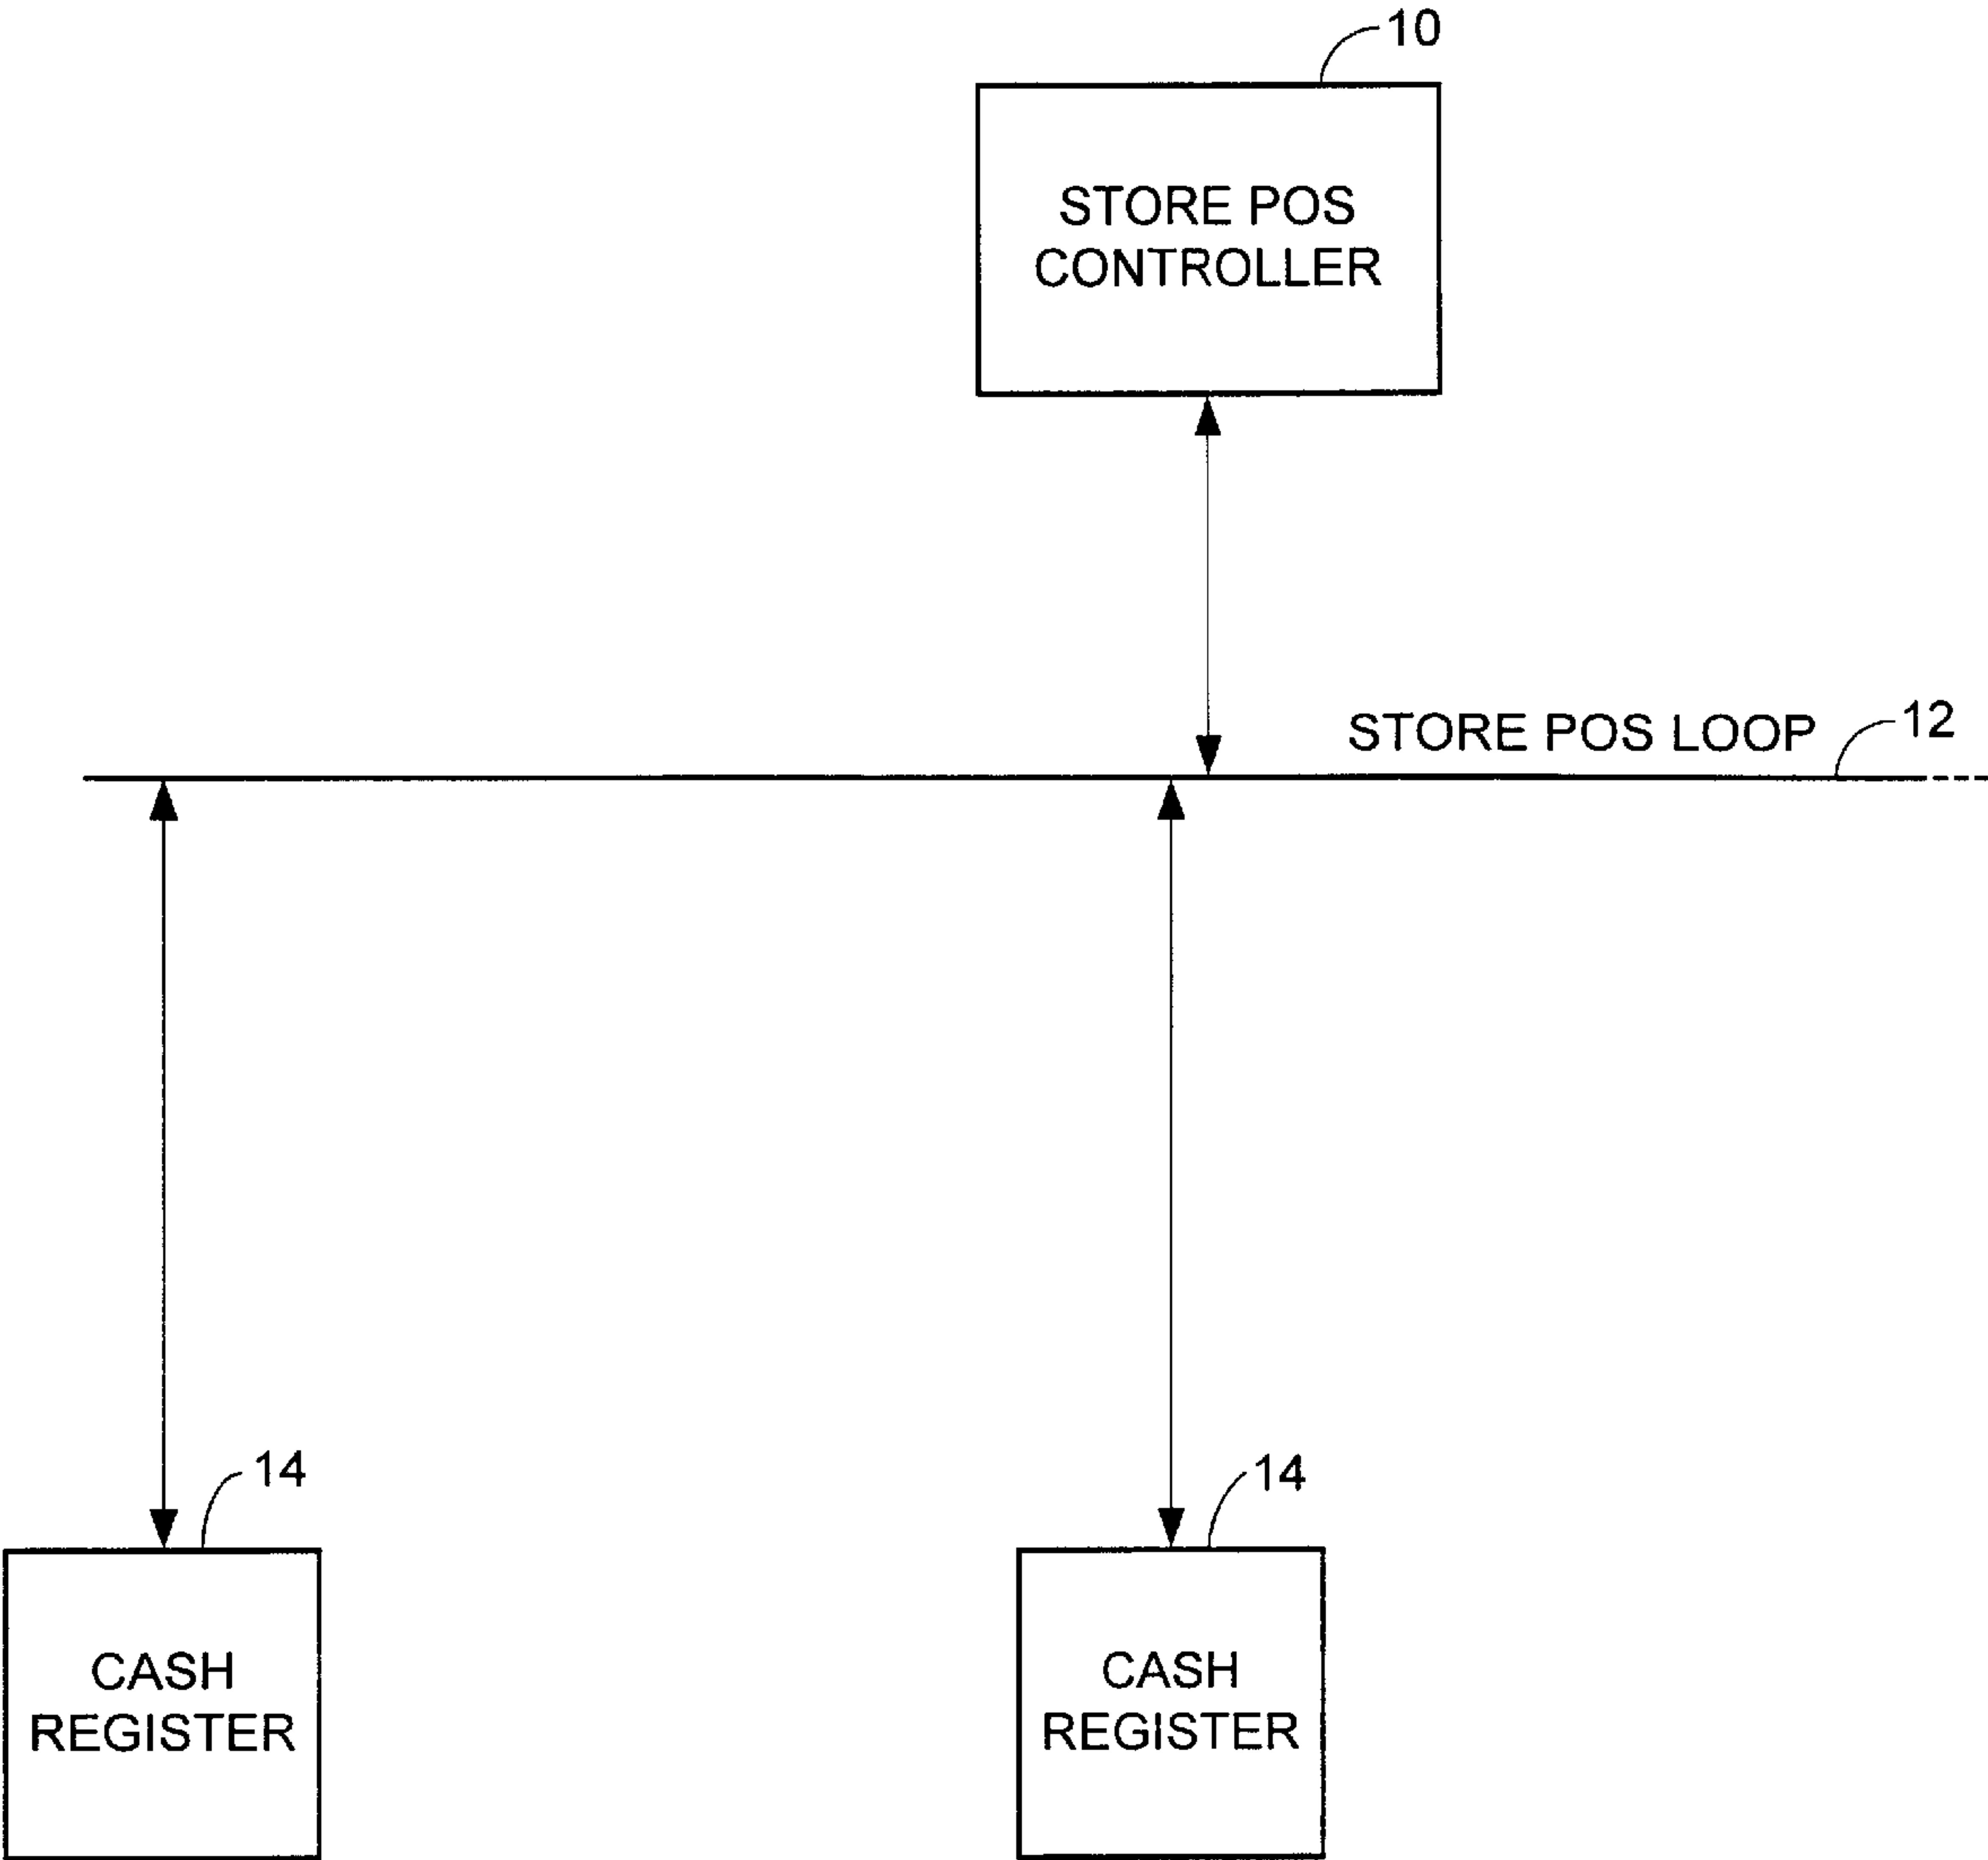 10
STORE POS
CONTROLLER
STORE POS LOOP
12
14
14
CASH
REGISTER
CASH
REGISTER